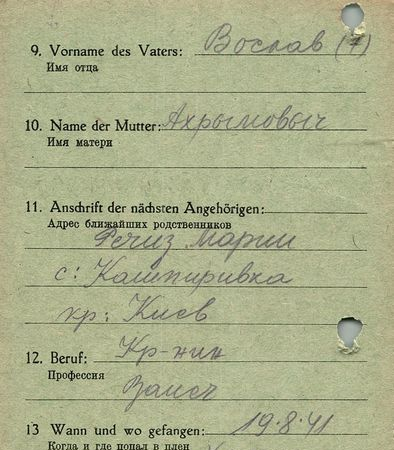 9. Vorname des Vaters: Вослав (?)
Имя отца
10. Name der Mutter: Ахрымовыч
Имя матери
11. Anschrift der nächsten Angehörigen:
Адрес ближайших родственников
Марии
с: Кашпиривка
кр: Киев
12. Beruf: Кр-нин
Профессия
13 Wann und wo gefangen: 19.8.41
Когда и где попал в плен